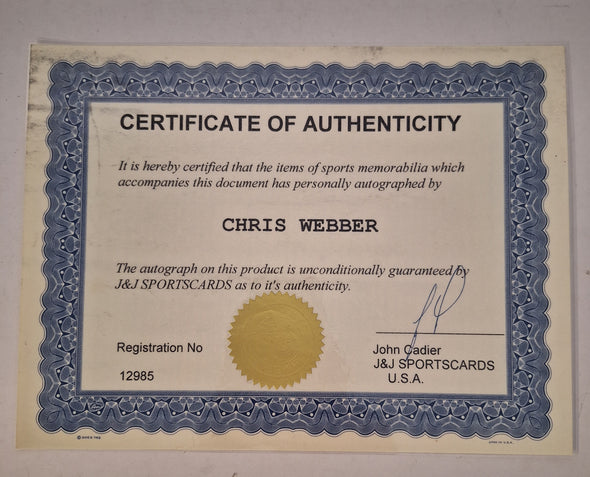 CERTIFICATE OF AUTHENTICITY
It is hereby certified that the items of sports memorabilia which
accompanies this document has personally autographed by
CHRIS WEBBER
The autograph on this product is unconditionally guaranteed by
J&J SPORTSCARDS as to it's authenticity.
Registration No
12985
John Cadier
J&J SPORTSCARDS
U.S.A.